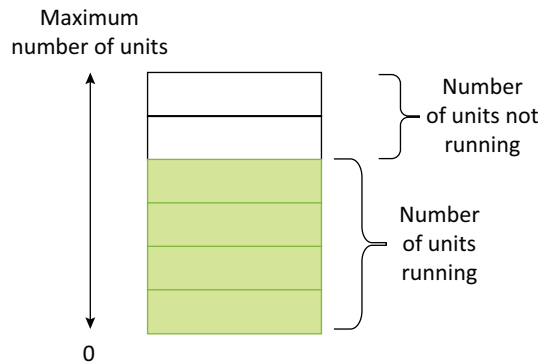 Maximum
number of units
Number
of units not
running
Number
of units
running
0